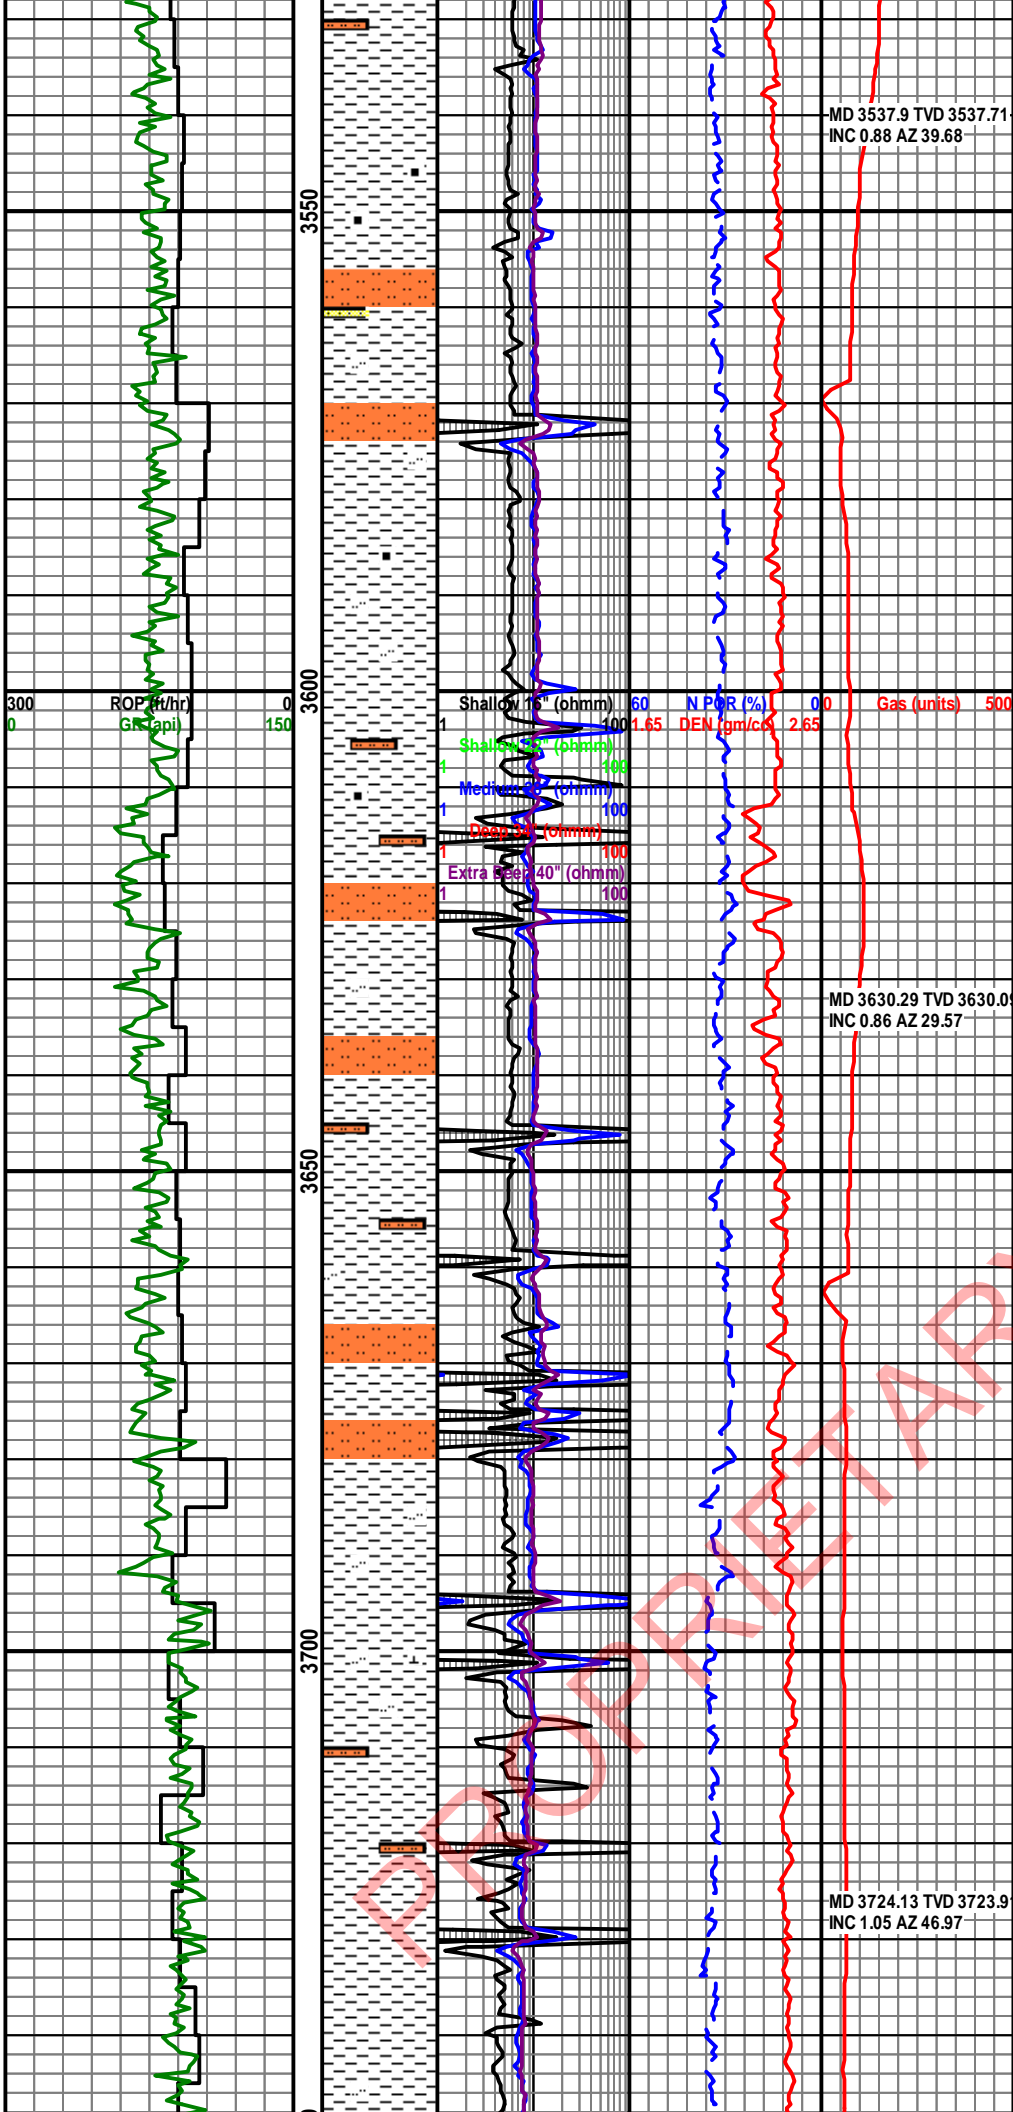 MD 3537.9 TVD 3537.71
INC 0.88 AZ 39.68
3550
3600
300 ROP (ft/hr) 0
0 GR (api) 150
Shallow 16" (ohmm)
1 100
Shallow 22" (ohmm)
1 100
Medium 28" (ohmm)
1 100
Deep 34" (ohmm)
1 100
Extra Deep 40" (ohmm)
1 100
60 N POR (%) 0
1.65 DEN (gm/cc) 2.65
0 Gas (units) 500
MD 3630.29 TVD 3630.09
INC 0.86 AZ 29.57
3650
3700
MD 3724.13 TVD 3723.91
INC 1.05 AZ 46.97
PROPRIETARY